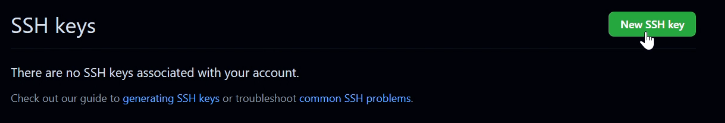 SSH keys
New SSH key
There are no SSH keys associated with your account.
Check out our guide to generating SSH keys or troubleshoot common SSH problems.